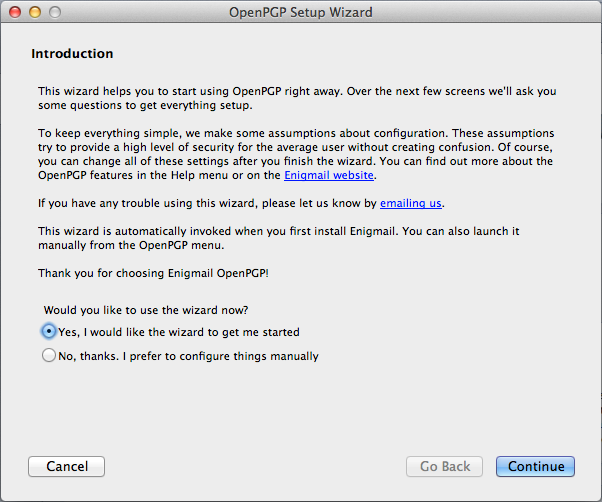 OpenPGP Setup Wizard
Introduction
This wizard helps you to start using OpenPGP right away. Over the next few screens we'll ask you
some questions to get everything setup.
To keep everything simple, we make some assumptions about configuration. These assumptions
try to provide a high level of security for the average user without creating confusion. Of course,
you can change all of these settings after you finish the wizard. You can find out more about the
OpenPGP features in the Help menu or on the Enigmail website.
If you have any trouble using this wizard, please let us know by emailing us.
This wizard is automatically invoked when you first install Enigmail. You can also launch it
manually from the OpenPGP menu.
Thank you for choosing Enigmail OpenPGP!
Would you like to use the wizard now?
Yes, I would like the wizard to get me started
No, thanks. I prefer to configure things manually
Cancel Go Back Continue